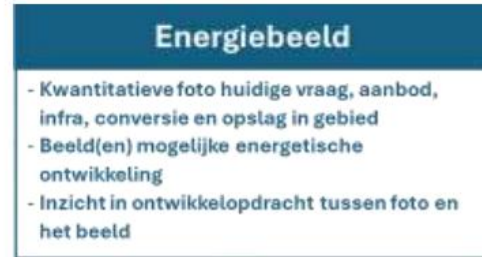 Energiebeeld
- Kwantitatieve foto huidige vraag, aanbod,
infra, conversie en opslag in gebied
- Beeld(en) mogelijke energetische
ontwikkeling
- Inzicht in ontwikkelopdracht tussen foto en
het beeld